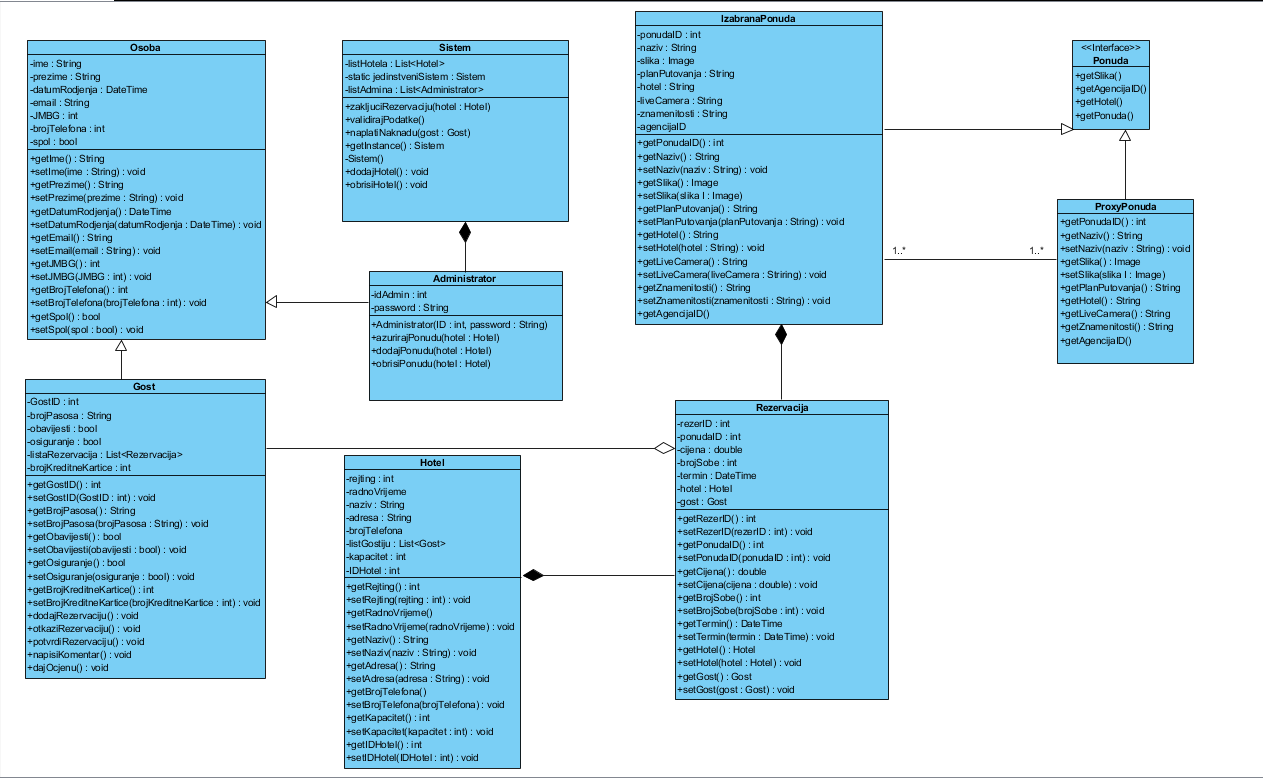 Osoba
-ime : String
-prezime : String
-datumRodjenja : DateTime
-email : String
-JMBG : int
-brojTelefona : int
-spol : bool
+getIme() : String
+setIme(ime : String) : void
+getPrezime() : String
+setPrezime(prezime : String) : void
+getDatumRodjenja() : DateTime
+setDatumRodjenja(datumRodjenja : DateTime) : void
+getEmail() : String
+setEmail(email : String) : void
+getJMBG() : int
+setJMBG(JMBG : int) : void
+getBrojTelefona() : int
+setBrojTelefona(brojTelefona : int) : void
+getSpol() : bool
+setSpol(spol : bool) : void
Sistem
-listHotela : List<Hotel>
-static jedinstveniSistem : Sistem
-listAdmina : List<Administrator>
+zakljuciRezervaciju(hotel : Hotel)
+validirajPodatke()
+naplatiNaknadu(gost : Gost)
+getInstance() : Sistem
-Sistem()
+dodajHotel() : void
+obrisiHotel() : void
Administrator
-idAdmin : int
-password : String
+Administrator(ID : int, password : String)
+azurirajPonudu(hotel : Hotel)
+dodajPonudu(hotel : Hotel)
+obrisiPonudu(hotel : Hotel)
IzabranaPonuda
-ponudaID : int
-naziv : String
-slika : Image
-planPutovanja : String
-hotel : String
-liveCamera : String
-znamenitosti : String
-agencijaID
+getPonudaID() : int
+getNaziv() : String
+setNaziv(naziv : String) : void
+getSlika() : Image
+setSlika(slika I : Image)
+getPlanPutovanja() : String
+setPlanPutovanja(planPutovanja : String) : void
+getHotel() : String
+setHotel(hotel : String) : void
+getLiveCamera() : String
+setLiveCamera(liveCamera : Striring) : void
+getZnamenitosti() : String
+setZnamenitosti(znamenitosti : String) : void
+getAgencijaID()
<<Interface>>
Ponuda
+getSlika()
+getAgencijaID()
+getHotel()
+getPonuda()
ProxyPonuda
+getPonudaID() : int
+getNaziv() : String
+setNaziv(naziv : String) : void
+getSlika() : Image
+setSlika(slika I : Image)
+getPlanPutovanja() : String
+getHotel() : String
+getLiveCamera() : String
+getZnamenitosti() : String
+getAgencijaID()
1..*
1..*
Gost
-GostID : int
-brojPasosa : String
-obavijesti : bool
-osiguranje : bool
-listaRezervacija : List<Rezervacija>
-brojKreditneKartice : int
+getGostID() : int
+setGostID(GostID : int) : void
+getBrojPasosa() : String
+setBrojPasosa(brojPasosa : String) : void
+getObavijesti() : bool
+setObavijesti(obavijesti : bool) : void
+getOsiguranje() : bool
+setOsiguranje(osiguranje : bool) : void
+getBrojKreditneKartice() : int
+setBrojKreditneKartice(brojKreditneKartice : int) : void
+dodajRezervaciju() : void
+otkaziRezervaciju() : void
+potvrdiRezervaciju() : void
+napisiKomentar() : void
+dajOcjenu() : void
Hotel
-rejting : int
-radnoVrijeme
-naziv : String
-adresa : String
-brojTelefona
-listGostiju : List<Gost>
-kapacitet : int
-IDHotel : int
+getRejting() : int
+setRejting(rejting : int) : void
+getRadnoVrijeme()
+setRadnoVrijeme(radnoVrijeme) : void
+getNaziv() : String
+setNaziv(naziv : String) : void
+getAdresa() : String
+setAdresa(adresa : String) : void
+getBrojTelefona()
+setBrojTelefona(brojTelefona) : void
+getKapacitet() : int
+setKapacitet(kapacitet : int) : void
+getIDHotel() : int
+setIDHotel(IDHotel : int) : void
Rezervacija
-rezerID : int
-ponudaID : int
-cijena : double
-brojSobe : int
-termin : DateTime
-hotel : Hotel
-gost : Gost
+getRezerID() : int
+setRezerID(rezerID : int) : void
+getPonudaID() : int
+setPonudaID(ponudaID : int) : void
+getCijena() : double
+setCijena(cijena : double) : void
+getBrojSobe() : int
+setBrojSobe(brojSobe : int) : void
+getTermin() : DateTime
+setTermin(termin : DateTime) : void
+getHotel() : Hotel
+setHotel(hotel : Hotel) : void
+getGost() : Gost
+setGost(gost : Gost) : void